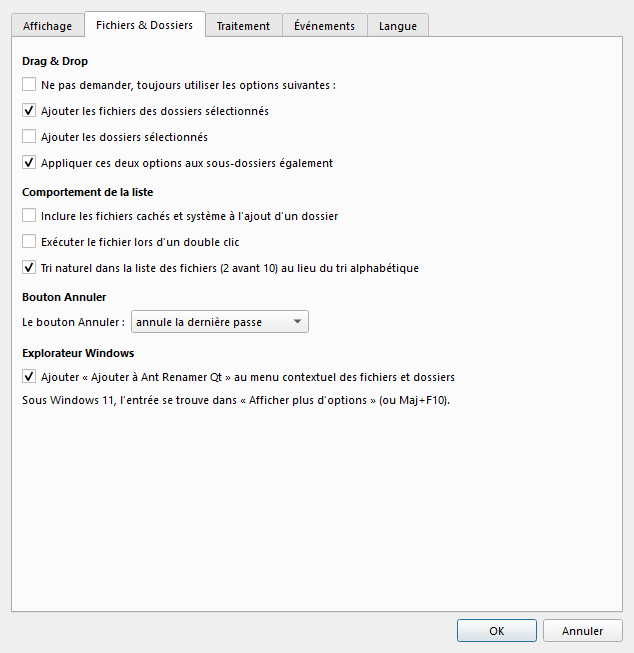 Affichage
Fichiers & Dossiers
Traitement
Événements
Langue
Drag & Drop
Ne pas demander, toujours utiliser les options suivantes :
Ajouter les fichiers des dossiers sélectionnés
Ajouter les dossiers sélectionnés
Appliquer ces deux options aux sous-dossiers également
Comportement de la liste
Inclure les fichiers cachés et système à l'ajout d'un dossier
Exécuter le fichier lors d'un double clic
Tri naturel dans la liste des fichiers (2 avant 10) au lieu du tri alphabétique
Bouton Annuler
Le bouton Annuler : annule la dernière passe
Explorateur Windows
Ajouter « Ajouter à Ant Renamer Qt » au menu contextuel des fichiers et dossiers
Sous Windows 11, l'entrée se trouve dans « Afficher plus d'options » (ou Maj+F10).
OK
Annuler